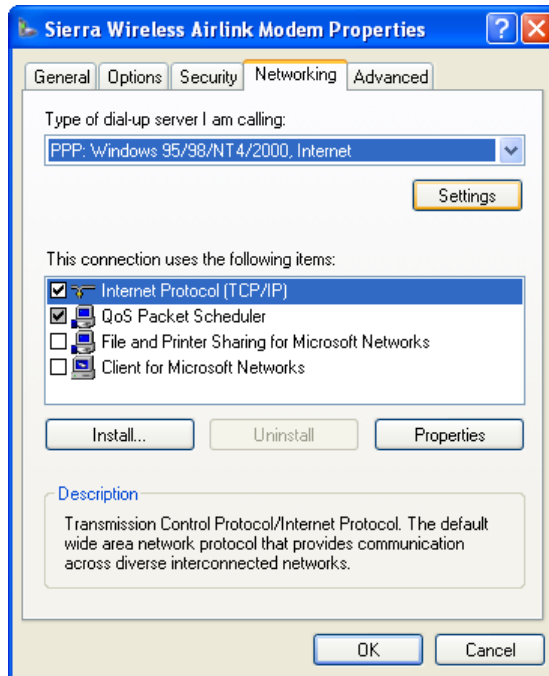 Sierra Wireless Airlink Modem Properties
General Options Security Networking Advanced
Type of dial-up server I am calling:
PPP: Windows 95/98/NT4/2000, Internet
Settings
This connection uses the following items:
Internet Protocol (TCP/IP)
QoS Packet Scheduler
File and Printer Sharing for Microsoft Networks
Client for Microsoft Networks
Install... Uninstall Properties
Description
Transmission Control Protocol/Internet Protocol. The default
wide area network protocol that provides communication
across diverse interconnected networks.
OK Cancel